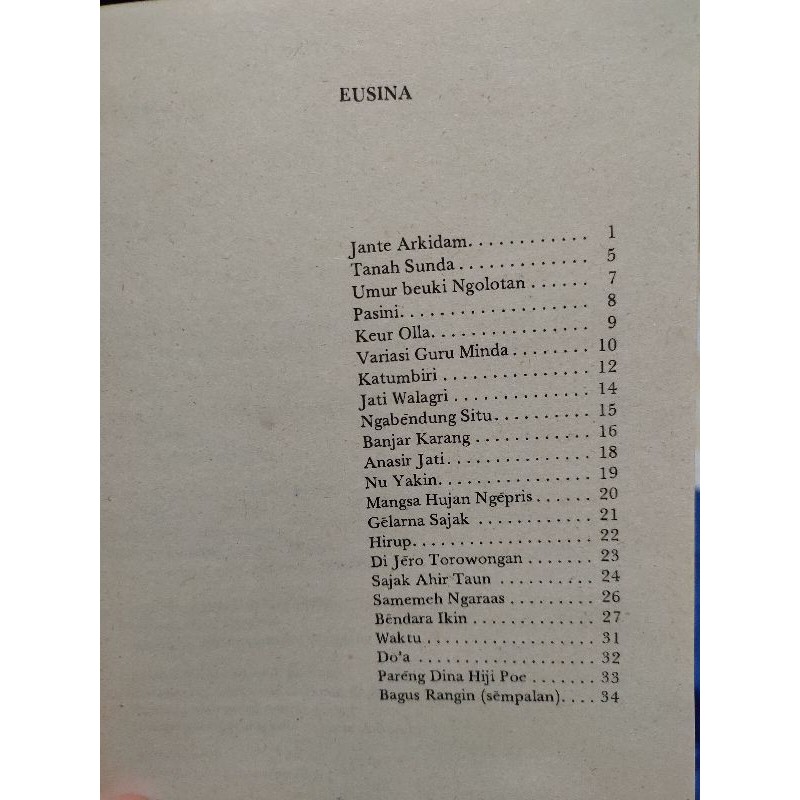 EUSINA
Jante Arkidam. . . . . . . . . . . . 1
Tanah Sunda . . . . . . . . . . . . 5
Umur beuki Ngolotan . . . . . . 7
Pasini. . . . . . . . . . . . . . . . . . 8
Keur Olla. . . . . . . . . . . . . . . 9
Variasi Guru Minda . . . . . . . . 10
Katumbiri . . . . . . . . . . . . . . 12
Jati Walagri . . . . . . . . . . . . . 14
Ngabēndung Situ. . . . . . . . . 15
Banjar Karang . . . . . . . . . . . 16
Anasir Jati. . . . . . . . . . . . . . 18
Nu Yakin. . . . . . . . . . . . . . . 19
Mangsa Hujan Ngēpris . . . . . . 20
Gēlarna Sajak . . . . . . . . . . . . 21
Hirup. . . . . . . . . . . . . . . . . . 22
Di Jēro Torowongan . . . . . . . 23
Sajak Ahir Taun . . . . . . . . . . 24
Samemeh Ngaraas . . . . . . . . . 26
Bēndara Ikin . . . . . . . . . . . . 27
Waktu . . . . . . . . . . . . . . . . . 31
Do'a . . . . . . . . . . . . . . . . . . 32
Parēng Dina Hiji Poe . . . . . . . 33
Bagus Rangin (sēmpalan). . . . 34